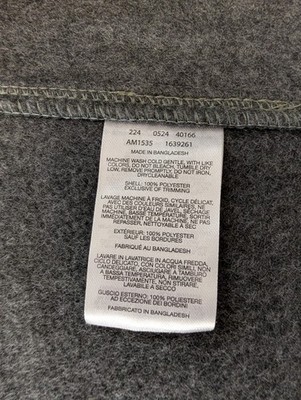 224 0524 40166
AM1535 1639261
MADE IN BANGLADESH
MACHINE WASH COLD GENTLE, WITH LIKE
COLORS, DO NOT BLEACH, TUMBLE DRY
LOW, REMOVE PROMPTLY, DO NOT IRON,
DRYCLEANABLE
SHELL: 100% POLYESTER
EXCLUSIVE OF TRIMMING
LAVAGE MACHINE À FROID, CYCLE DÉLICAT,
AVEC DES COULEURS SIMILAIRES, NE
PAS UTILISER D'EAU DE JAVEL, SÉCHAGE
MACHINE, BASSE TEMPÉRATURE, SORTIR
IMMÉDIATEMENT DE LA MACHINE, NE PAS
REPASSER, NETTOYABLE À SEC
EXTÉRIEUR: 100% POLYESTER
SAUF LES BORDURES
FABRIQUÉ AU BANGLADESH
LAVARE IN LAVATRICE IN ACQUA FREDDA,
CICLO DELICATO, CON COLORI SIMILI, NON
CANDEGGIARE, ASCIUGARE A TAMBURO
A BASSA TEMPERATURA, RIMUOVERE
TEMPESTIVAMENTE, NON STIRARE,
LAVABILE A SECCO
GUSCIO ESTERNO: 100% POLIESTERE
AD ECCEZIONE DEI BORDINI
FABBRICATO IN BANGLADESH